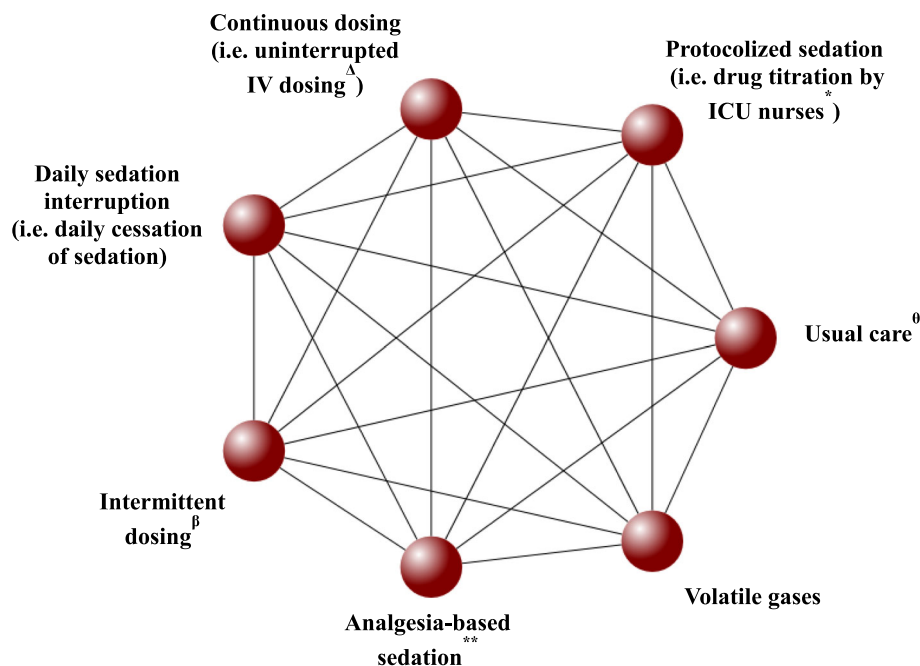 Continuous dosing
(i.e. uninterrupted
IV dosingᐞ)
Protocolized sedation
(i.e. drug titration by
ICU nurses*)
Daily sedation
interruption
(i.e. daily cessation
of sedation)
Usual careᶿ
Intermittent
dosingᵝ
Volatile gases
Analgesia-based
sedation**